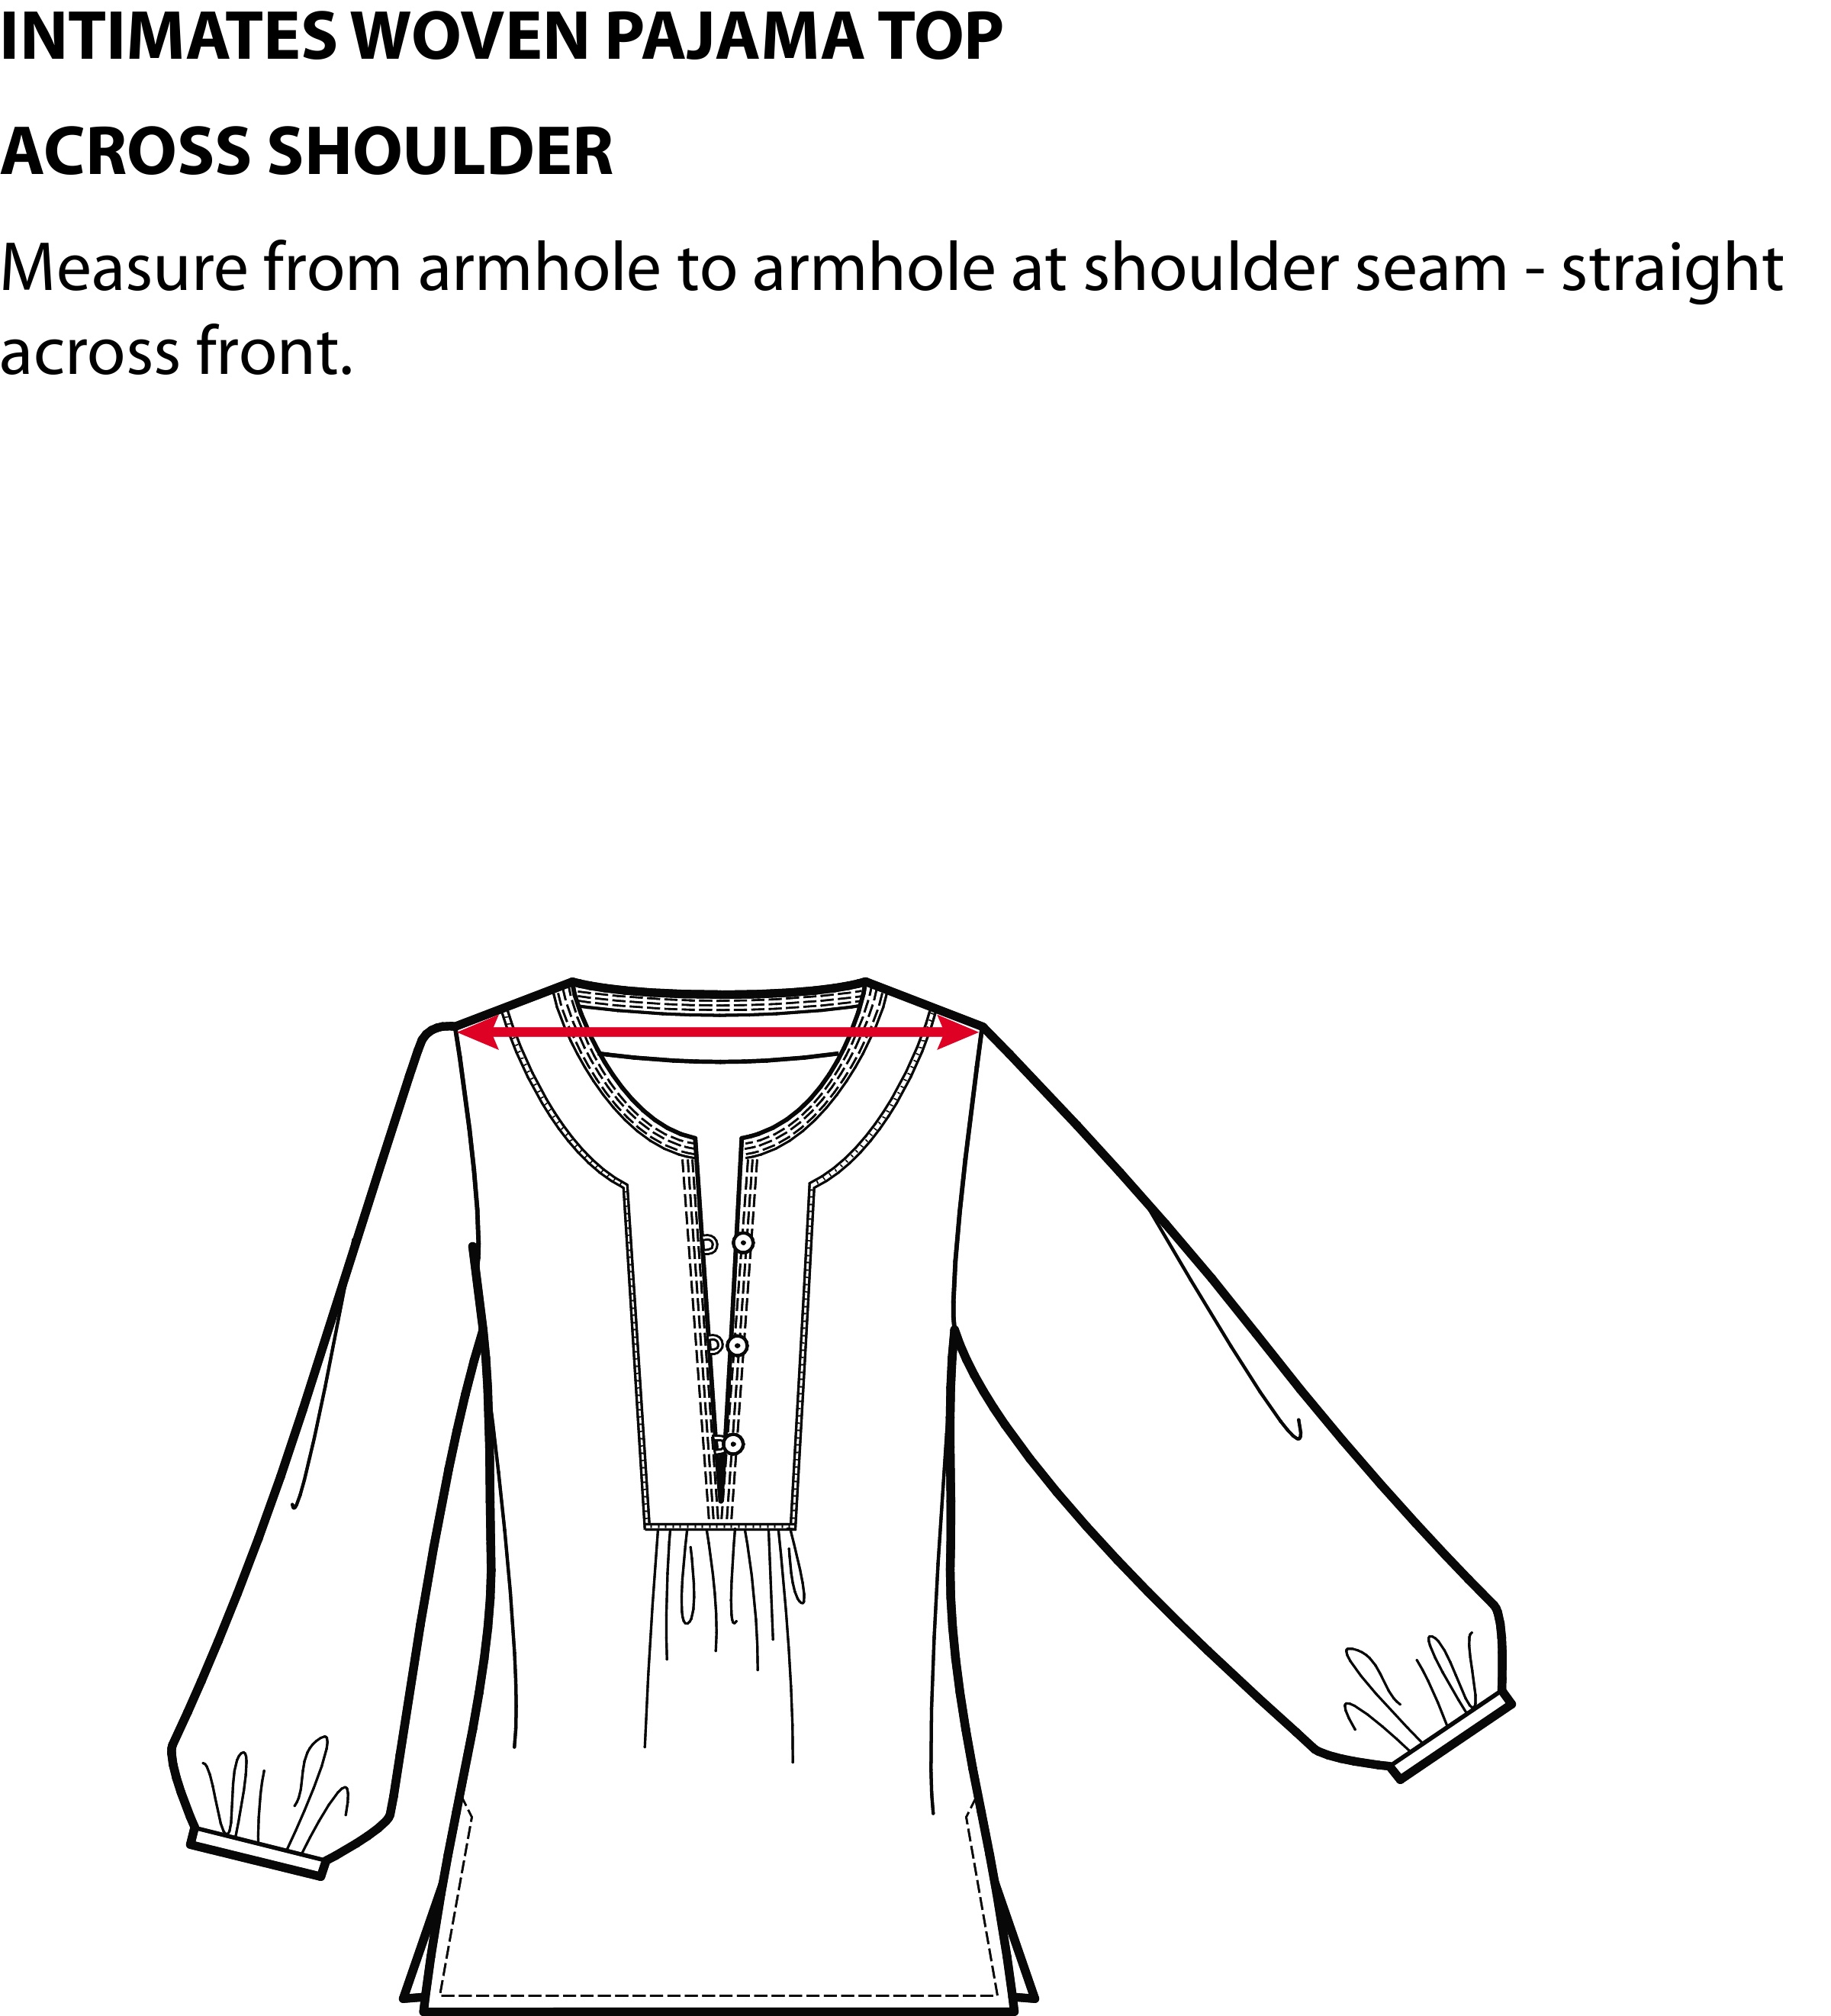 INTIMATES WOVEN PAJAMA TOP
ACROSS SHOULDER
Measure from armhole to armhole at shoulder seam - straight
across front.